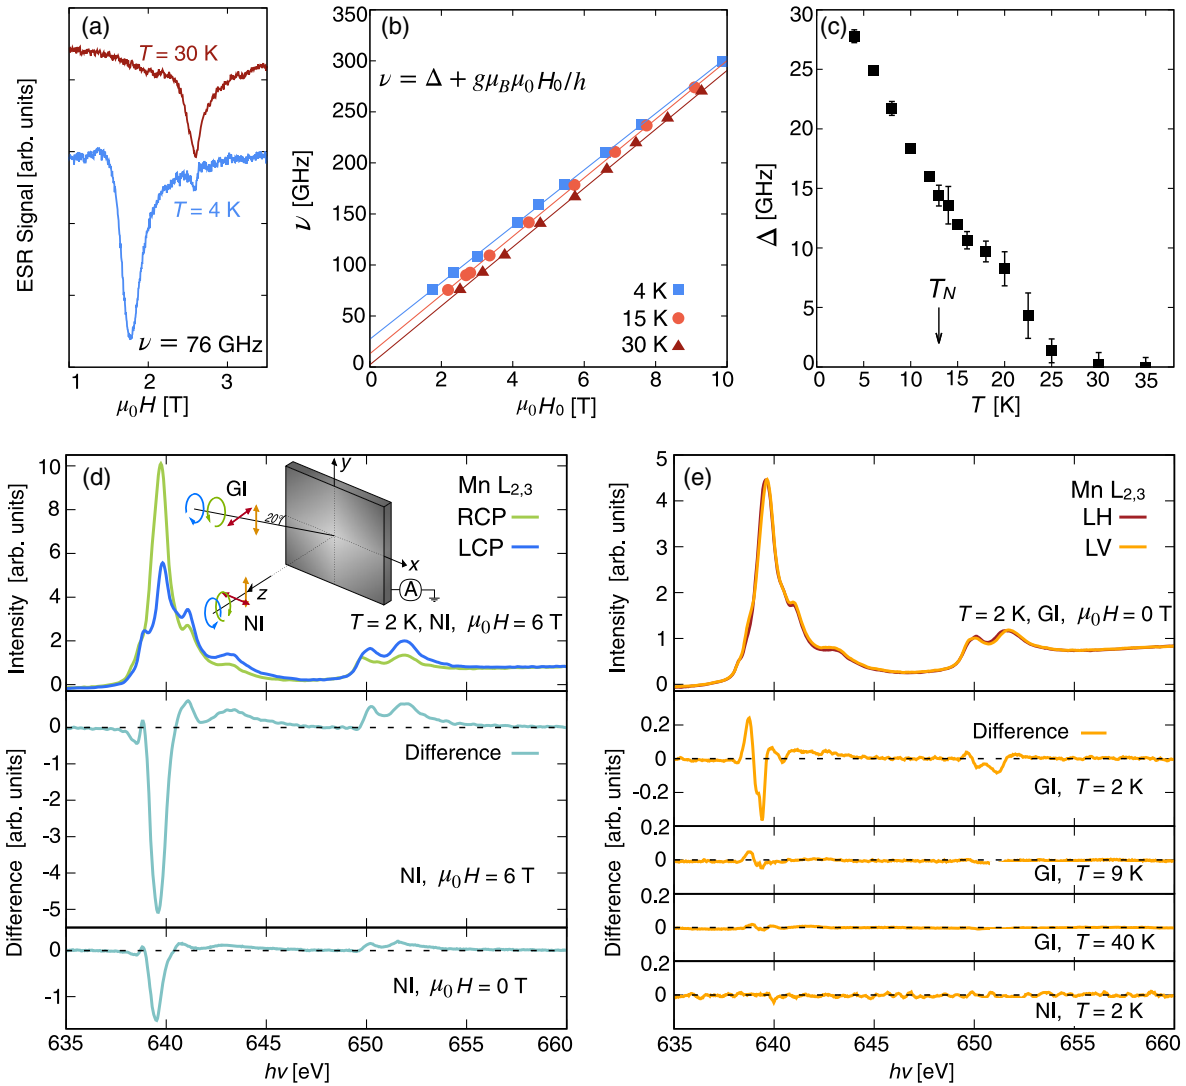 (a)
T = 30 K
T = 4 K
ν = 76 GHz
ESR Signal [arb. units]
1 2 3
μ₀H [T]
(b)
ν = Δ + gμ_Bμ₀H₀/h
350
300
250
200
150
100
50
0
ν [GHz]
4 K
15 K
30 K
0 2 4 6 8 10
μ₀H₀ [T]
(c)
30
25
20
15
10
5
0
Δ [GHz]
T_N
0 5 10 15 20 25 30 35
T [K]
(d)
10
8
6
4
2
0
Intensity [arb. units]
Mn L₂,₃
RCP
LCP
GI
20°
y
x
z
A
NI
T = 2 K, NI, μ₀H = 6 T
0
-1
-2
-3
-4
-5
Difference [arb. units]
Difference
NI, μ₀H = 6 T
0
-1
NI, μ₀H = 0 T
635 640 645 650 655 660
hν [eV]
(e)
5
4
3
2
1
0
Intensity [arb. units]
Mn L₂,₃
LH
LV
T = 2 K, GI, μ₀H = 0 T
0.2
0
-0.2
Difference [arb. units]
Difference
GI, T = 2 K
0.2
0
GI, T = 9 K
0.2
0
GI, T = 40 K
0.2
0
NI, T = 2 K
635 640 645 650 655 660
hν [eV]